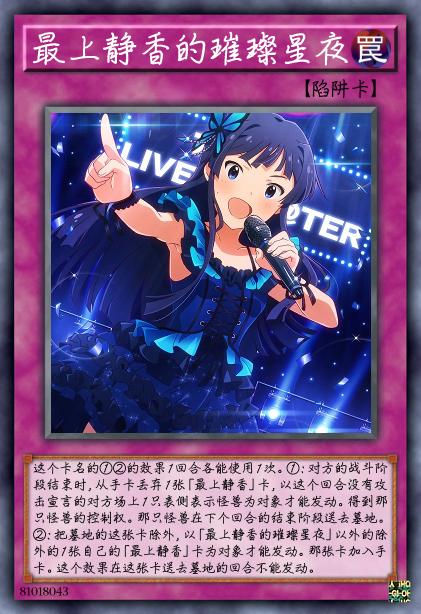 最上静香的璀璨星夜 罠
【陷阱卡】
LIVE
TER
这个卡名的①②的效果1回合各能使用1次。①：对方的战斗阶
段结束时，从手卡丢弃1张「最上静香」卡，以这个回合没有攻
击宣言的对方场上1只表侧表示怪兽为对象才能发动。得到那
只怪兽的控制权。那只怪兽在下个回合的结束阶段送去墓地。
②：把墓地的这张卡除外，以「最上静香的璀璨星夜」以外的除
外的1张自己的「最上静香」卡为对象才能发动。那张卡加入手
卡。这个效果在这张卡送去墓地的回合不能发动。
81018043